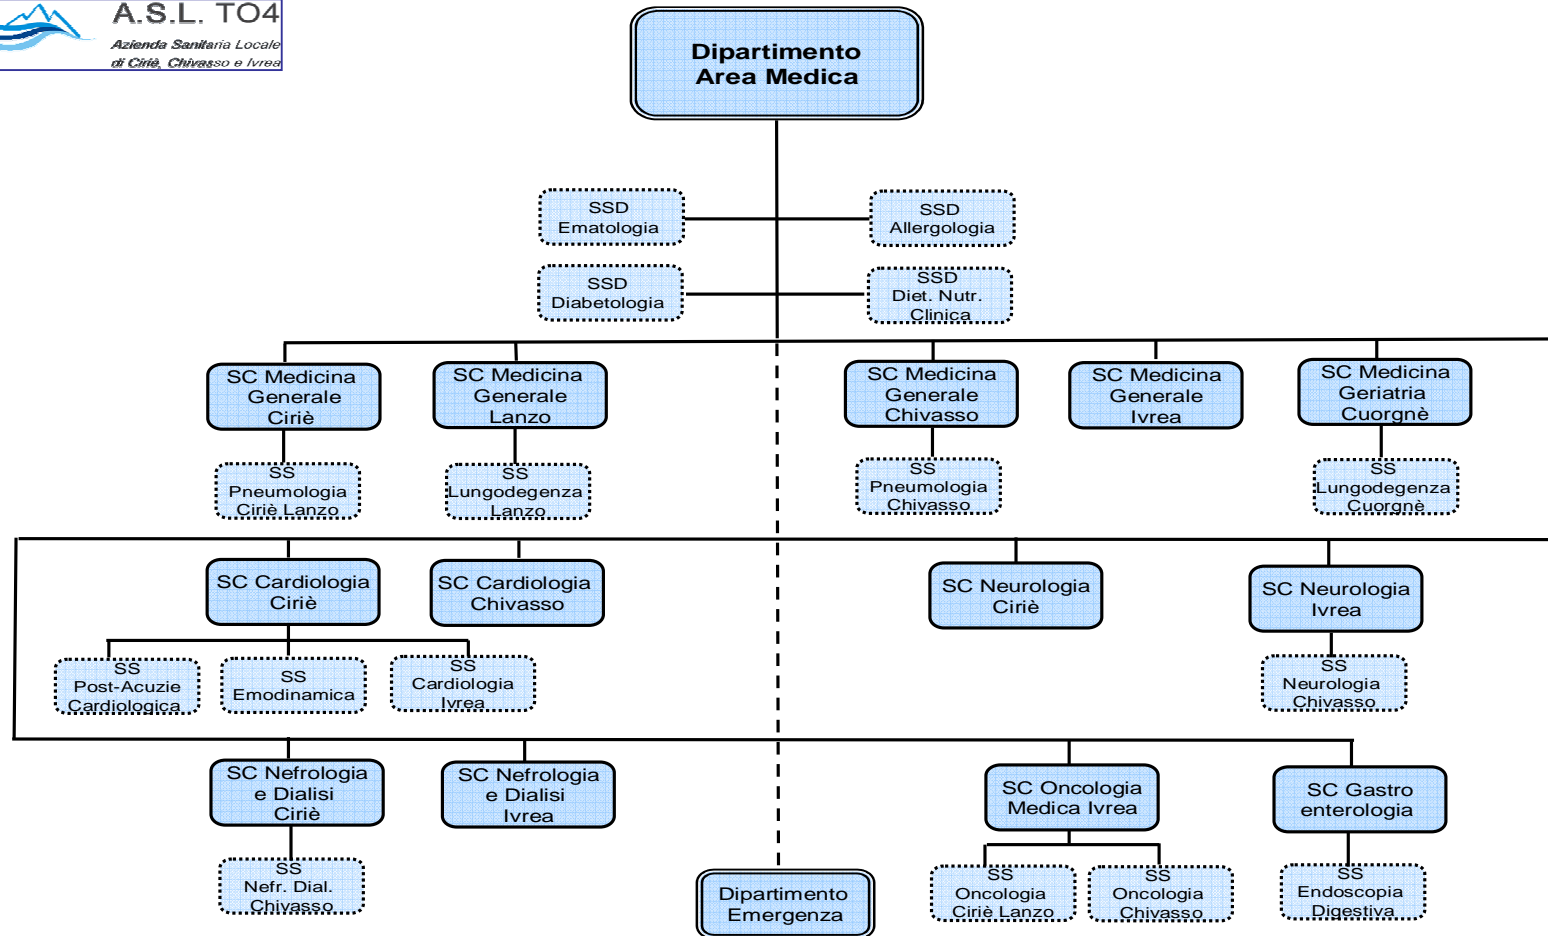 A.S.L. TO4
Azienda Sanitaria Locale
di Ciriè, Chivasso e Ivrea
Dipartimento
Area Medica
SSD
Ematologia
SSD
Allergologia
SSD
Diabetologia
SSD
Diet. Nutr.
Clinica
SC Medicina
Generale
Ciriè
SC Medicina
Generale
Lanzo
SC Medicina
Generale
Chivasso
SC Medicina
Generale
Ivrea
SC Medicina
Geriatria
Cuorgnè
SS
Pneumologia
Ciriè Lanzo
SS
Lungodegenza
Lanzo
SS
Pneumologia
Chivasso
SS
Lungodegenza
Cuorgnè
SC Cardiologia
Ciriè
SC Cardiologia
Chivasso
SC Neurologia
Ciriè
SC Neurologia
Ivrea
SS
Post-Acuzie
Cardiologica
SS
Emodinamica
SS
Cardiologia
Ivrea
SS
Neurologia
Chivasso
SC Nefrologia
e Dialisi
Ciriè
SC Nefrologia
e Dialisi
Ivrea
SC Oncologia
Medica Ivrea
SC Gastro
enterologia
SS
Nefr. Dial.
Chivasso
Dipartimento
Emergenza
SS
Oncologia
Ciriè Lanzo
SS
Oncologia
Chivasso
SS
Endoscopia
Digestiva